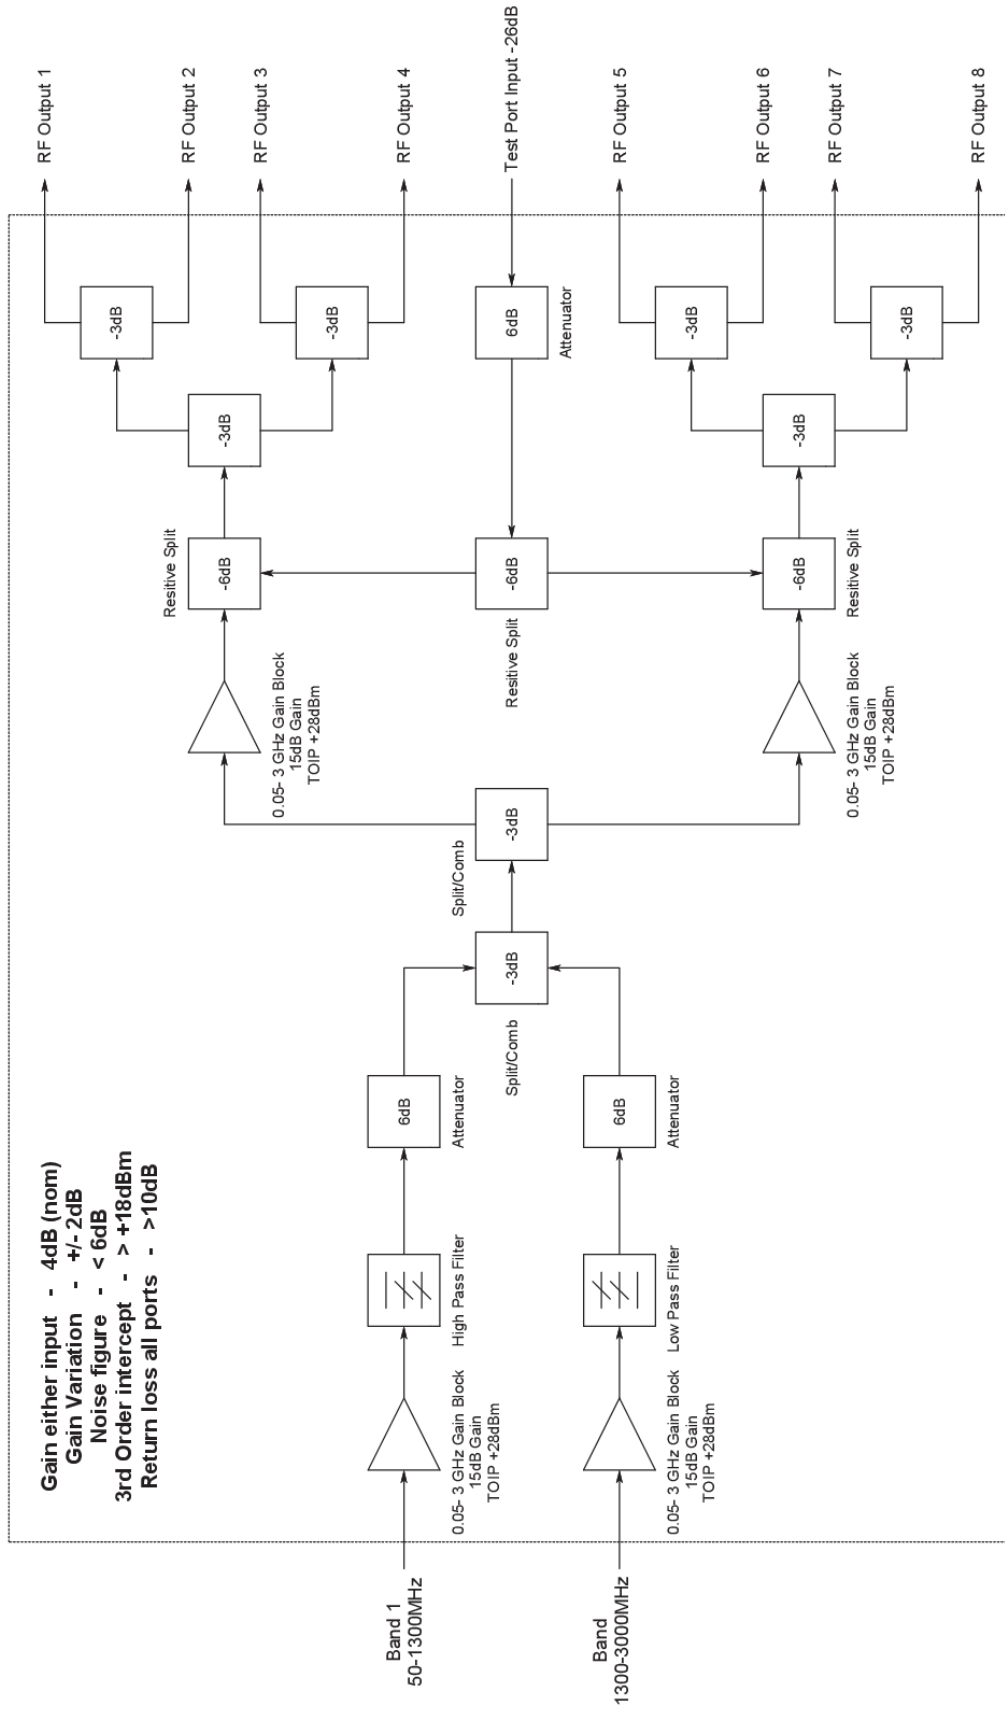 Gain either input - 4dB (nom)
Gain Variation - +/- 2dB
Noise figure - < 6dB
3rd Order intercept - > +18dBm
Return loss all ports - >10dB
Band 1
50-1300MHz
0.05- 3 GHz Gain Block
15dB Gain
TOIP +28dBm
High Pass Filter
6dB
Attenuator
Band
1300-3000MHz
0.05- 3 GHz Gain Block
15dB Gain
TOIP +28dBm
Low Pass Filter
6dB
Attenuator
-3dB
Split/Comb
-3dB
Split/Comb
0.05- 3 GHz Gain Block
15dB Gain
TOIP +28dBm
-6dB
Resitive Split
-3dB
-3dB
-3dB
RF Output 1
RF Output 2
RF Output 3
RF Output 4
Test Port Input -26dB
6dB
Attenuator
-6dB
Resitive Split
0.05- 3 GHz Gain Block
15dB Gain
TOIP +28dBm
-6dB
Resitive Split
-3dB
-3dB
-3dB
RF Output 5
RF Output 6
RF Output 7
RF Output 8